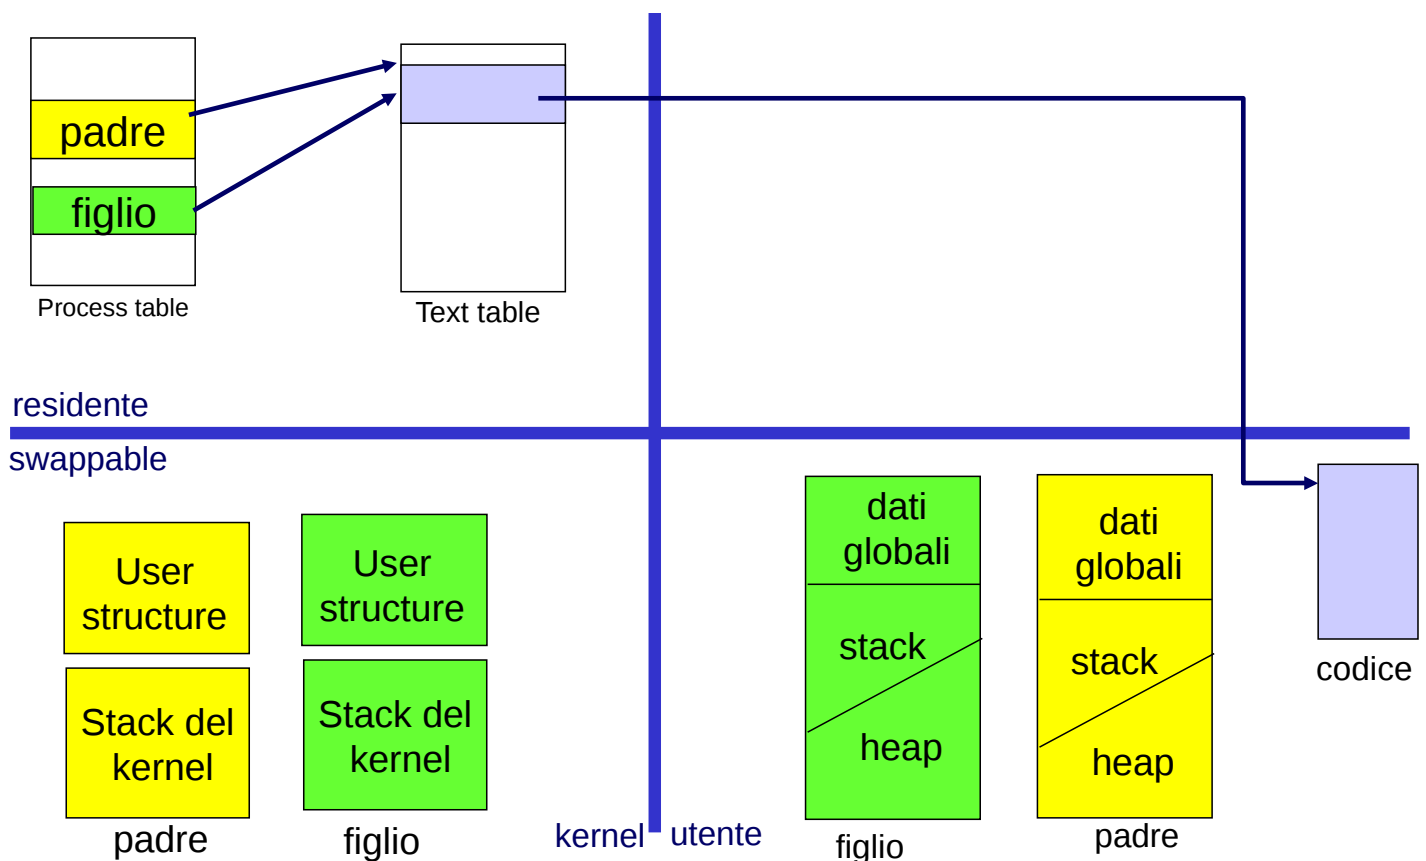 padre
figlio
Process table
Text table
residente
swappable
User
structure
Stack del
kernel
padre
User
structure
Stack del
kernel
figlio
kernel
utente
dati
globali
stack
heap
figlio
dati
globali
stack
heap
padre
codice